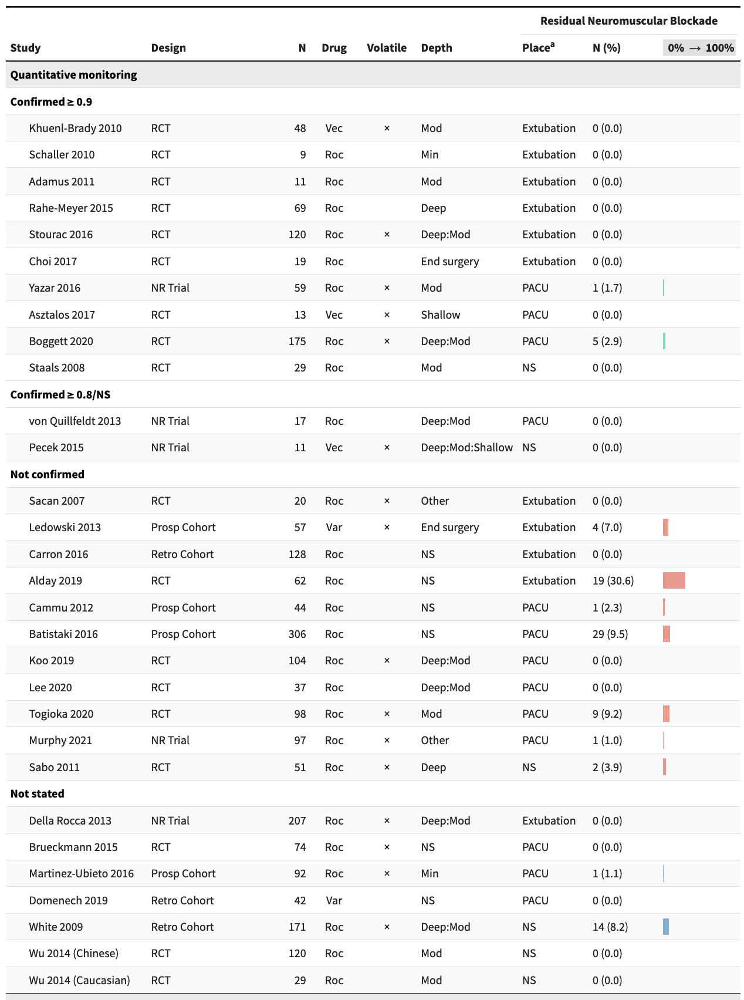 Residual Neuromuscular Blockade
Study Design N Drug Volatile Depth Placeᵃ N (%) 0% → 100%
Quantitative monitoring
Confirmed ≥ 0.9
Khuenl-Brady 2010 RCT 48 Vec × Mod Extubation 0 (0.0)
Schaller 2010 RCT 9 Roc Min Extubation 0 (0.0)
Adamus 2011 RCT 11 Roc Mod Extubation 0 (0.0)
Rahe-Meyer 2015 RCT 69 Roc Deep Extubation 0 (0.0)
Stourac 2016 RCT 120 Roc × Deep:Mod Extubation 0 (0.0)
Choi 2017 RCT 19 Roc End surgery Extubation 0 (0.0)
Yazar 2016 NR Trial 59 Roc × Mod PACU 1 (1.7)
Asztalos 2017 RCT 13 Vec × Shallow PACU 0 (0.0)
Boggett 2020 RCT 175 Roc × Deep:Mod PACU 5 (2.9)
Staals 2008 RCT 29 Roc Mod NS 0 (0.0)
Confirmed ≥ 0.8/NS
von Quillfeldt 2013 NR Trial 17 Roc Deep:Mod PACU 0 (0.0)
Pecek 2015 NR Trial 11 Vec × Deep:Mod:Shallow NS 0 (0.0)
Not confirmed
Sacan 2007 RCT 20 Roc × Other Extubation 0 (0.0)
Ledowski 2013 Prosp Cohort 57 Var × End surgery Extubation 4 (7.0)
Carron 2016 Retro Cohort 128 Roc NS Extubation 0 (0.0)
Alday 2019 RCT 62 Roc NS Extubation 19 (30.6)
Cammu 2012 Prosp Cohort 44 Roc NS PACU 1 (2.3)
Batistaki 2016 Prosp Cohort 306 Roc NS PACU 29 (9.5)
Koo 2019 RCT 104 Roc × Deep:Mod PACU 0 (0.0)
Lee 2020 RCT 37 Roc Deep:Mod PACU 0 (0.0)
Togioka 2020 RCT 98 Roc × Mod PACU 9 (9.2)
Murphy 2021 NR Trial 97 Roc × Other PACU 1 (1.0)
Sabo 2011 RCT 51 Roc × Deep NS 2 (3.9)
Not stated
Della Rocca 2013 NR Trial 207 Roc × Deep:Mod Extubation 0 (0.0)
Brueckmann 2015 RCT 74 Roc × NS PACU 0 (0.0)
Martinez-Ubieto 2016 Prosp Cohort 92 Roc × Min PACU 1 (1.1)
Domenech 2019 Retro Cohort 42 Var NS PACU 0 (0.0)
White 2009 Retro Cohort 171 Roc × Deep:Mod NS 14 (8.2)
Wu 2014 (Chinese) RCT 120 Roc Mod NS 0 (0.0)
Wu 2014 (Caucasian) RCT 29 Roc Mod NS 0 (0.0)